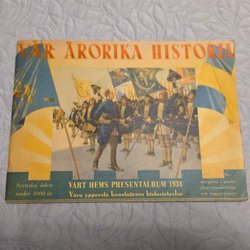 VÅR ÄRORIKA HISTORIA
Svenska öden
under 1000 år
VÅRT HEMS PRESENTALBUM 1938
Våra yppersta konstnärers historietavlor